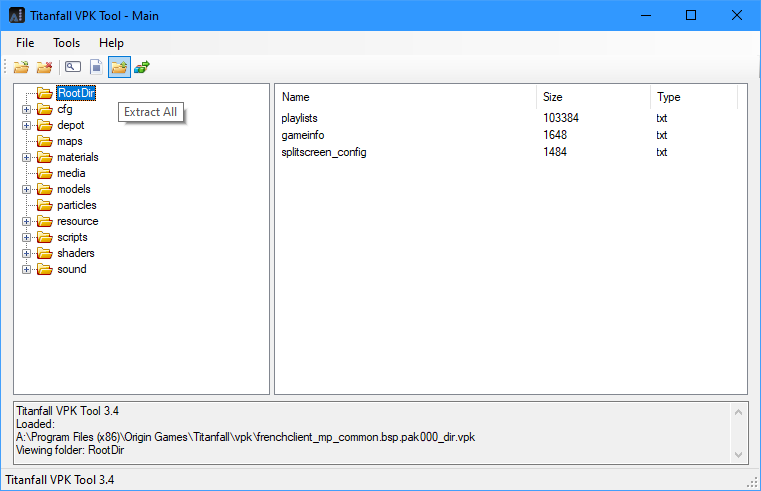 Titanfall VPK Tool - Main
File Tools Help
RootDir
cfg
depot
maps
materials
media
models
particles
resource
scripts
shaders
sound
Extract All
Name Size Type
playlists 103384 txt
gameinfo 1648 txt
splitscreen_config 1484 txt
Titanfall VPK Tool 3.4
Loaded:
A:\Program Files (x86)\Origin Games\Titanfall\vpk\frenchclient_mp_common.bsp.pak000_dir.vpk
Viewing folder: RootDir
Titanfall VPK Tool 3.4